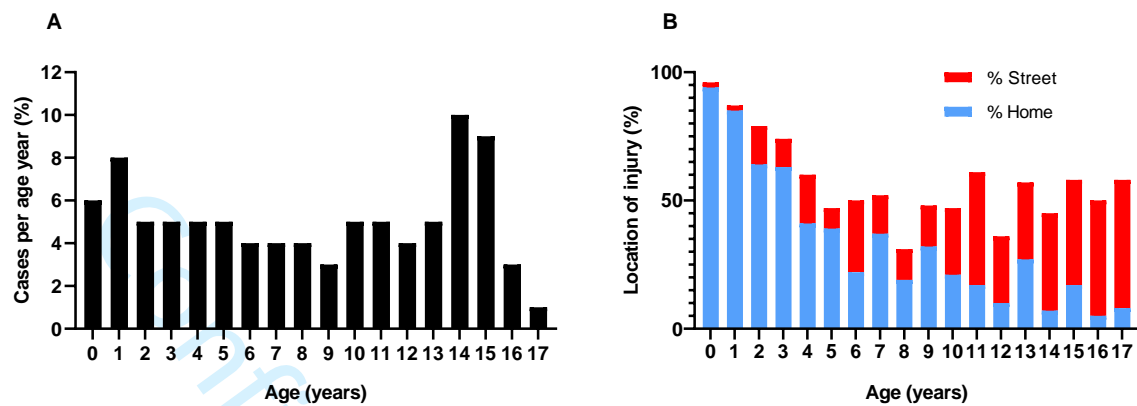 A
Cases per age year (%)
12
10
8
6
4
2
0
0 1 2 3 4 5 6 7 8 9 10 11 12 13 14 15 16 17
Age (years)
B
Location of injury (%)
100
50
0
% Street
% Home
0 1 2 3 4 5 6 7 8 9 10 11 12 13 14 15 16 17
Age (years)